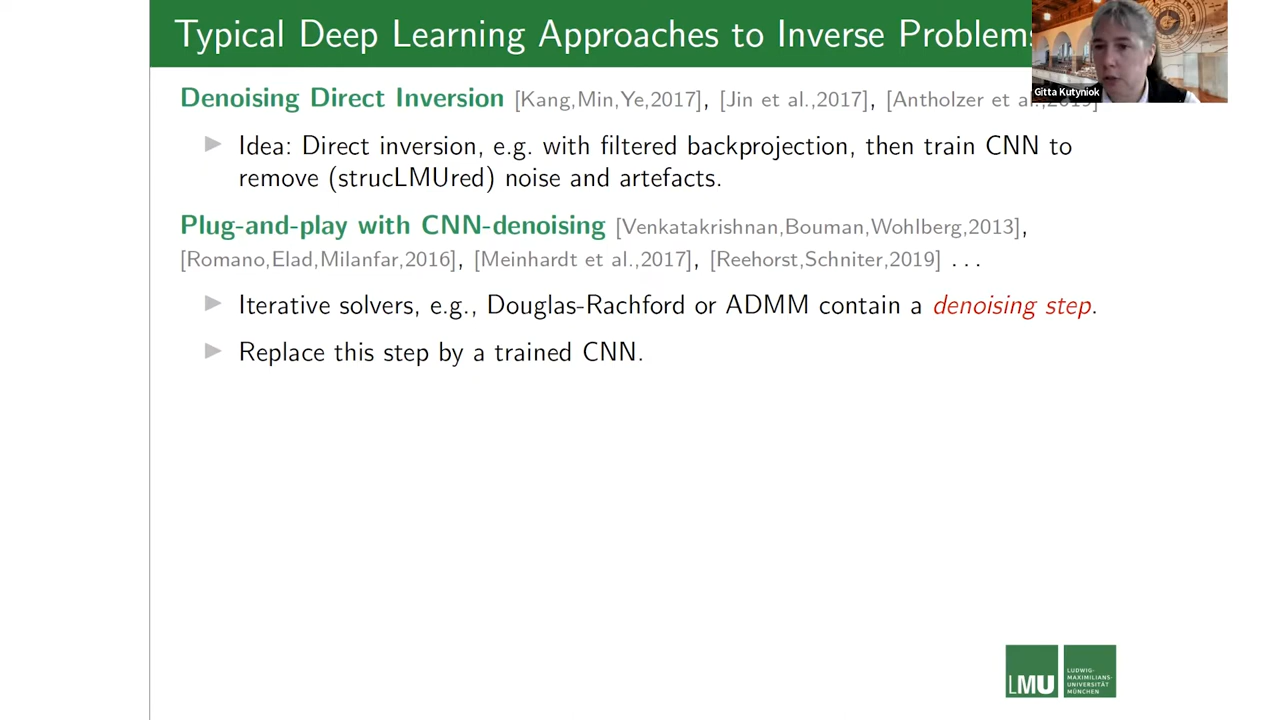 Typical Deep Learning Approaches to Inverse Problems
Gitta Kutyniok
Denoising Direct Inversion [Kang,Min,Ye,2017], [Jin et al.,2017], [Antholzer et al.,2019]
Idea: Direct inversion, e.g. with filtered backprojection, then train CNN to
remove (strucLMUred) noise and artefacts.
Plug-and-play with CNN-denoising [Venkatakrishnan,Bouman,Wohlberg,2013],
[Romano,Elad,Milanfar,2016], [Meinhardt et al.,2017], [Reehorst,Schniter,2019] ...
Iterative solvers, e.g., Douglas-Rachford or ADMM contain a denoising step.
Replace this step by a trained CNN.
LMU
LUDWIG-
MAXIMILIANS-
UNIVERSITÄT
MÜNCHEN